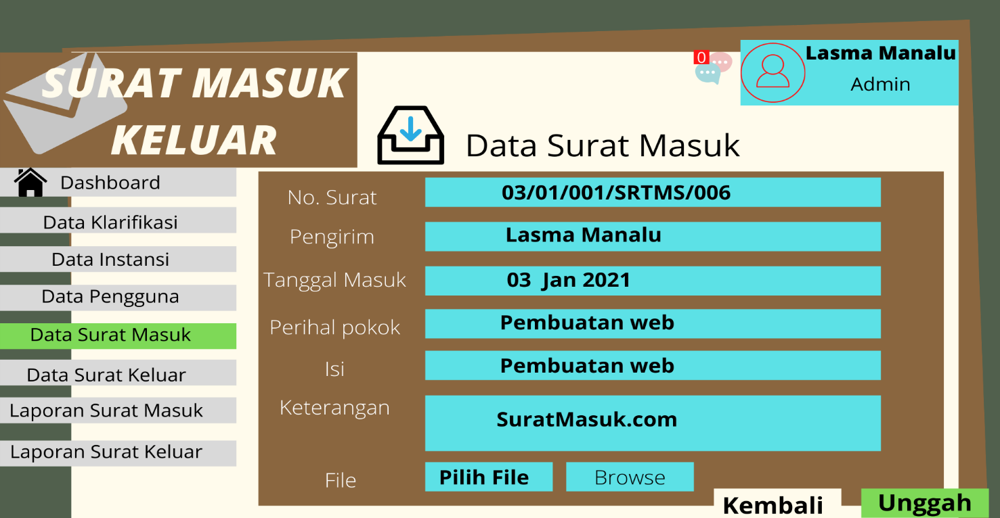 SURAT MASUK
KELUAR
0
Lasma Manalu
Admin
Data Surat Masuk
Dashboard
Data Klarifikasi
Data Instansi
Data Pengguna
Data Surat Masuk
Data Surat Keluar
Laporan Surat Masuk
Laporan Surat Keluar
No. Surat 03/01/001/SRTMS/006
Pengirim Lasma Manalu
Tanggal Masuk 03 Jan 2021
Perihal pokok Pembuatan web
Isi Pembuatan web
Keterangan SuratMasuk.com
File Pilih File Browse
Kembali Unggah